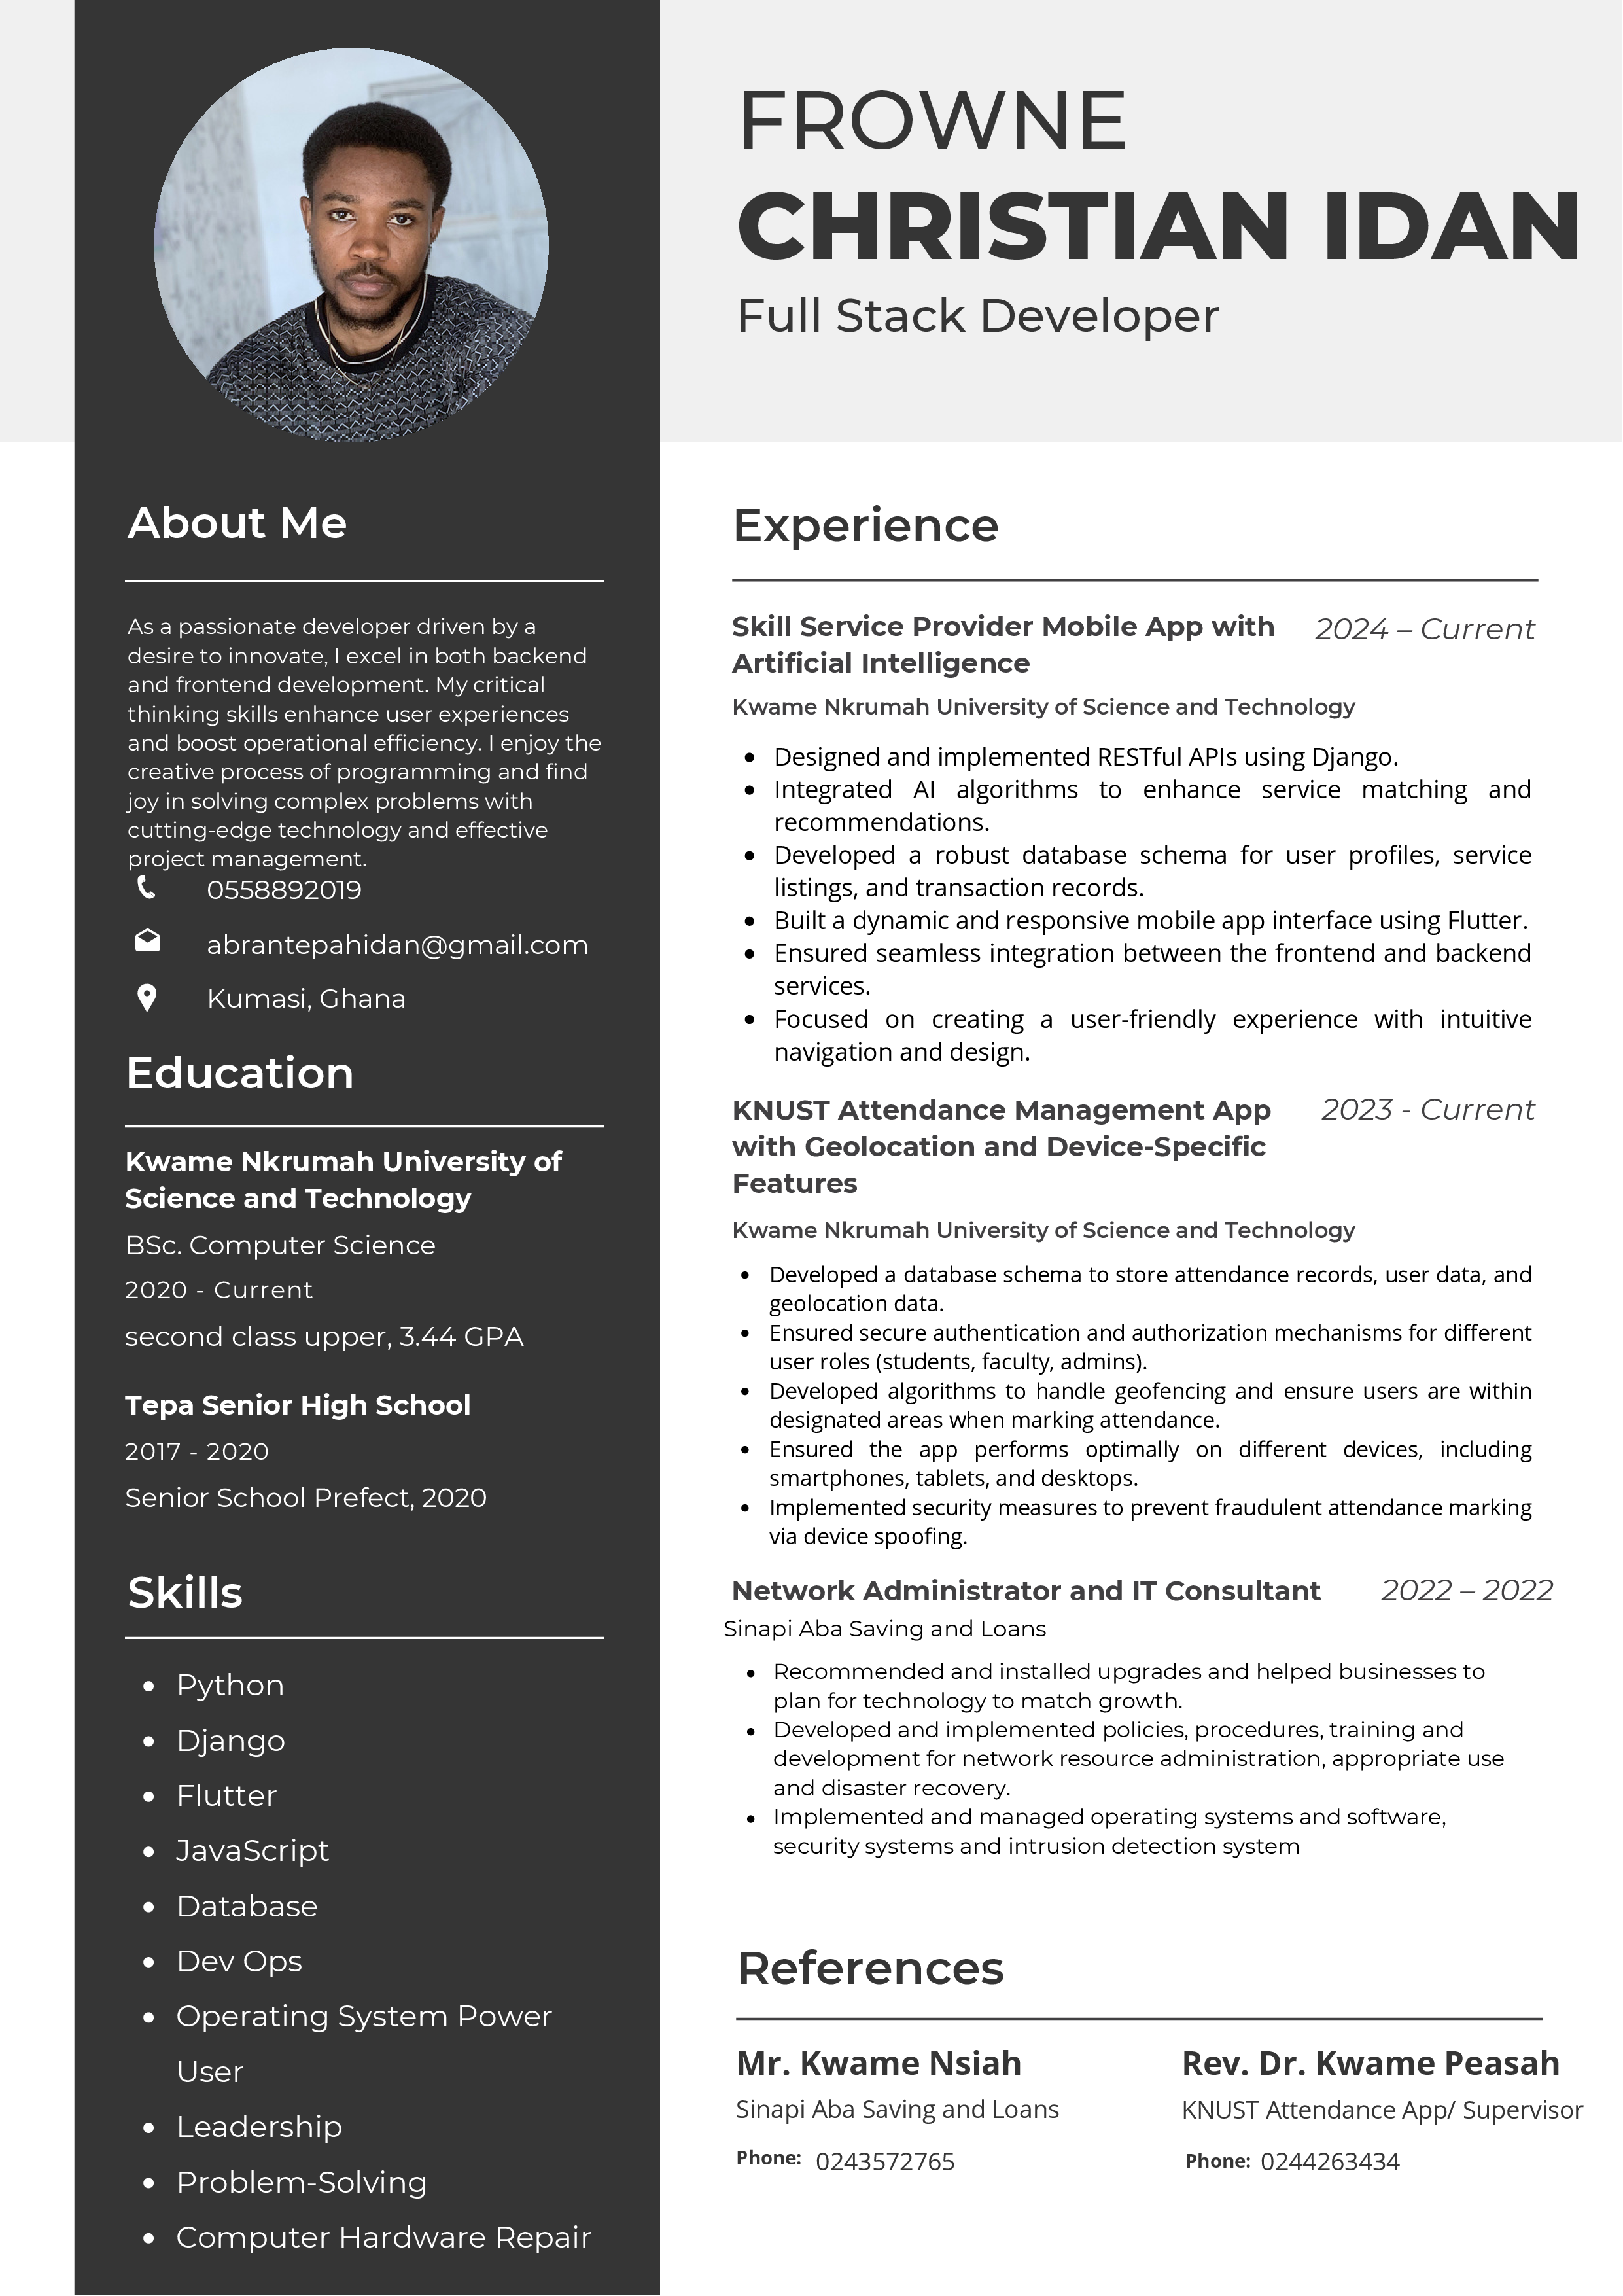 FROWNE
CHRISTIAN IDAN
Full Stack Developer
About Me
As a passionate developer driven by a
desire to innovate, I excel in both backend
and frontend development. My critical
thinking skills enhance user experiences
and boost operational efficiency. I enjoy the
creative process of programming and find
joy in solving complex problems with
cutting-edge technology and effective
project management.
0558892019
abrantepahidan@gmail.com
Kumasi, Ghana
Education
Kwame Nkrumah University of
Science and Technology
BSc. Computer Science
2020 - Current
second class upper, 3.44 GPA
Tepa Senior High School
2017 - 2020
Senior School Prefect, 2020
Skills
• Python
• Django
• Flutter
• JavaScript
• Database
• Dev Ops
• Operating System Power
User
• Leadership
• Problem-Solving
• Computer Hardware Repair
Experience
Skill Service Provider Mobile App with 2024 – Current
Artificial Intelligence
Kwame Nkrumah University of Science and Technology
• Designed and implemented RESTful APIs using Django.
• Integrated AI algorithms to enhance service matching and
recommendations.
• Developed a robust database schema for user profiles, service
listings, and transaction records.
• Built a dynamic and responsive mobile app interface using Flutter.
• Ensured seamless integration between the frontend and backend
services.
• Focused on creating a user-friendly experience with intuitive
navigation and design.
KNUST Attendance Management App 2023 - Current
with Geolocation and Device-Specific
Features
Kwame Nkrumah University of Science and Technology
• Developed a database schema to store attendance records, user data, and
geolocation data.
• Ensured secure authentication and authorization mechanisms for different
user roles (students, faculty, admins).
• Developed algorithms to handle geofencing and ensure users are within
designated areas when marking attendance.
• Ensured the app performs optimally on different devices, including
smartphones, tablets, and desktops.
• Implemented security measures to prevent fraudulent attendance marking
via device spoofing.
Network Administrator and IT Consultant 2022 – 2022
Sinapi Aba Saving and Loans
• Recommended and installed upgrades and helped businesses to
plan for technology to match growth.
• Developed and implemented policies, procedures, training and
development for network resource administration, appropriate use
and disaster recovery.
• Implemented and managed operating systems and software,
security systems and intrusion detection system
References
Mr. Kwame Nsiah
Sinapi Aba Saving and Loans
Phone: 0243572765
Rev. Dr. Kwame Peasah
KNUST Attendance App/ Supervisor
Phone: 0244263434